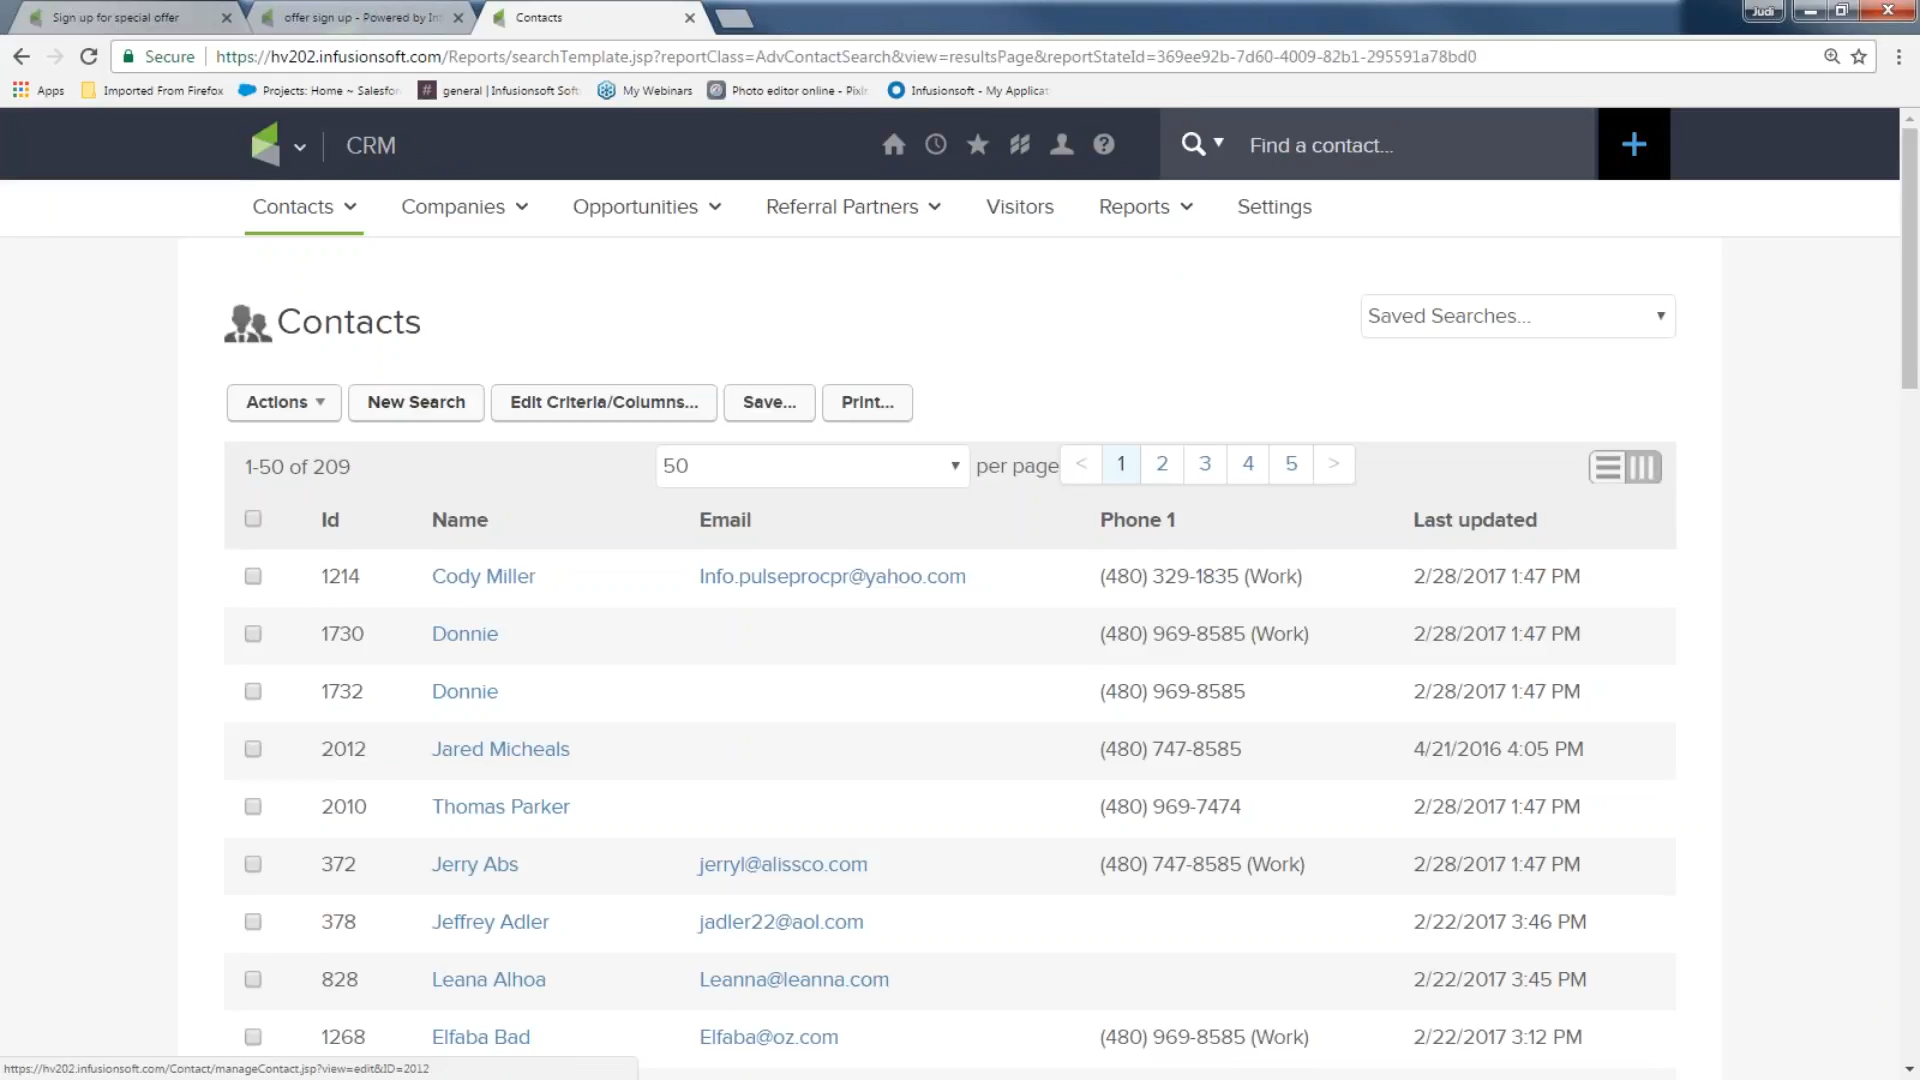 Sign up for special offer
offer sign up - Powered by In
Contacts
Judi
Secure
https://hv202.infusionsoft.com/Reports/searchTemplate.jsp?reportClass=AdvContactSearch&view=resultsPage&reportStateId=369ee92b-7d60-4009-82b1-295591a78bd0
Apps
Imported From Firefox
Projects: Home ~ Salesfor
general | Infusionsoft Soft
My Webinars
Photo editor online - Pixlr
Infusionsoft - My Applicat
CRM
Find a contact...
Contacts
Companies
Opportunities
Referral Partners
Visitors
Reports
Settings
Contacts
Saved Searches...
Actions
New Search
Edit Criteria/Columns...
Save...
Print...
1-50 of 209
50
per page
< 1 2 3 4 5 >
Id Name Email Phone 1 Last updated
1214 Cody Miller Info.pulseprocpr@yahoo.com (480) 329-1835 (Work) 2/28/2017 1:47 PM
1730 Donnie (480) 969-8585 (Work) 2/28/2017 1:47 PM
1732 Donnie (480) 969-8585 2/28/2017 1:47 PM
2012 Jared Micheals (480) 747-8585 4/21/2016 4:05 PM
2010 Thomas Parker (480) 969-7474 2/28/2017 1:47 PM
372 Jerry Abs jerryl@alissco.com (480) 747-8585 (Work) 2/28/2017 1:47 PM
378 Jeffrey Adler jadler22@aol.com 2/22/2017 3:46 PM
828 Leana Alhoa Leanna@leanna.com 2/22/2017 3:45 PM
1268 Elfaba Bad Elfaba@oz.com (480) 969-8585 (Work) 2/22/2017 3:12 PM
https://hv202.infusionsoft.com/Contact/manageContact.jsp?view=edit&ID=2012